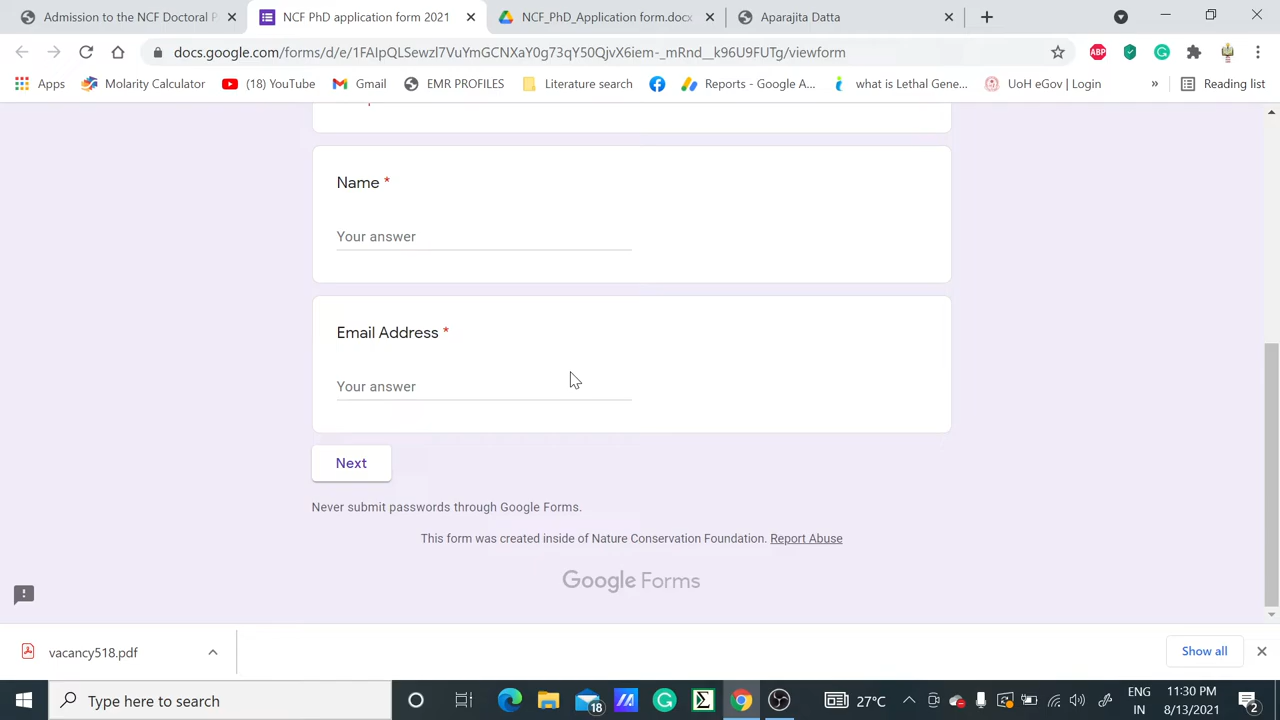 Admission to the NCF Doctoral P
NCF PhD application form 2021
NCF_PhD_Application form.doc
Aparajita Datta
docs.google.com/forms/d/e/1FAIpQLSewzl7VuYmGCNXaY0g73qY50QjvX6iem-_mRnd__k96U9FUTg/viewform
ABP
Apps
Molarity Calculator
(18) YouTube
Gmail
EMR PROFILES
Literature search
Reports - Google A...
what is Lethal Gene...
UoH eGov | Login
»
Reading list
Name *
Your answer
Email Address *
Your answer
Next
Never submit passwords through Google Forms.
This form was created inside of Nature Conservation Foundation. Report Abuse
Google Forms
vacancy518.pdf
Show all
Type here to search
18
27°C
ENG
IN
11:30 PM
8/13/2021
2